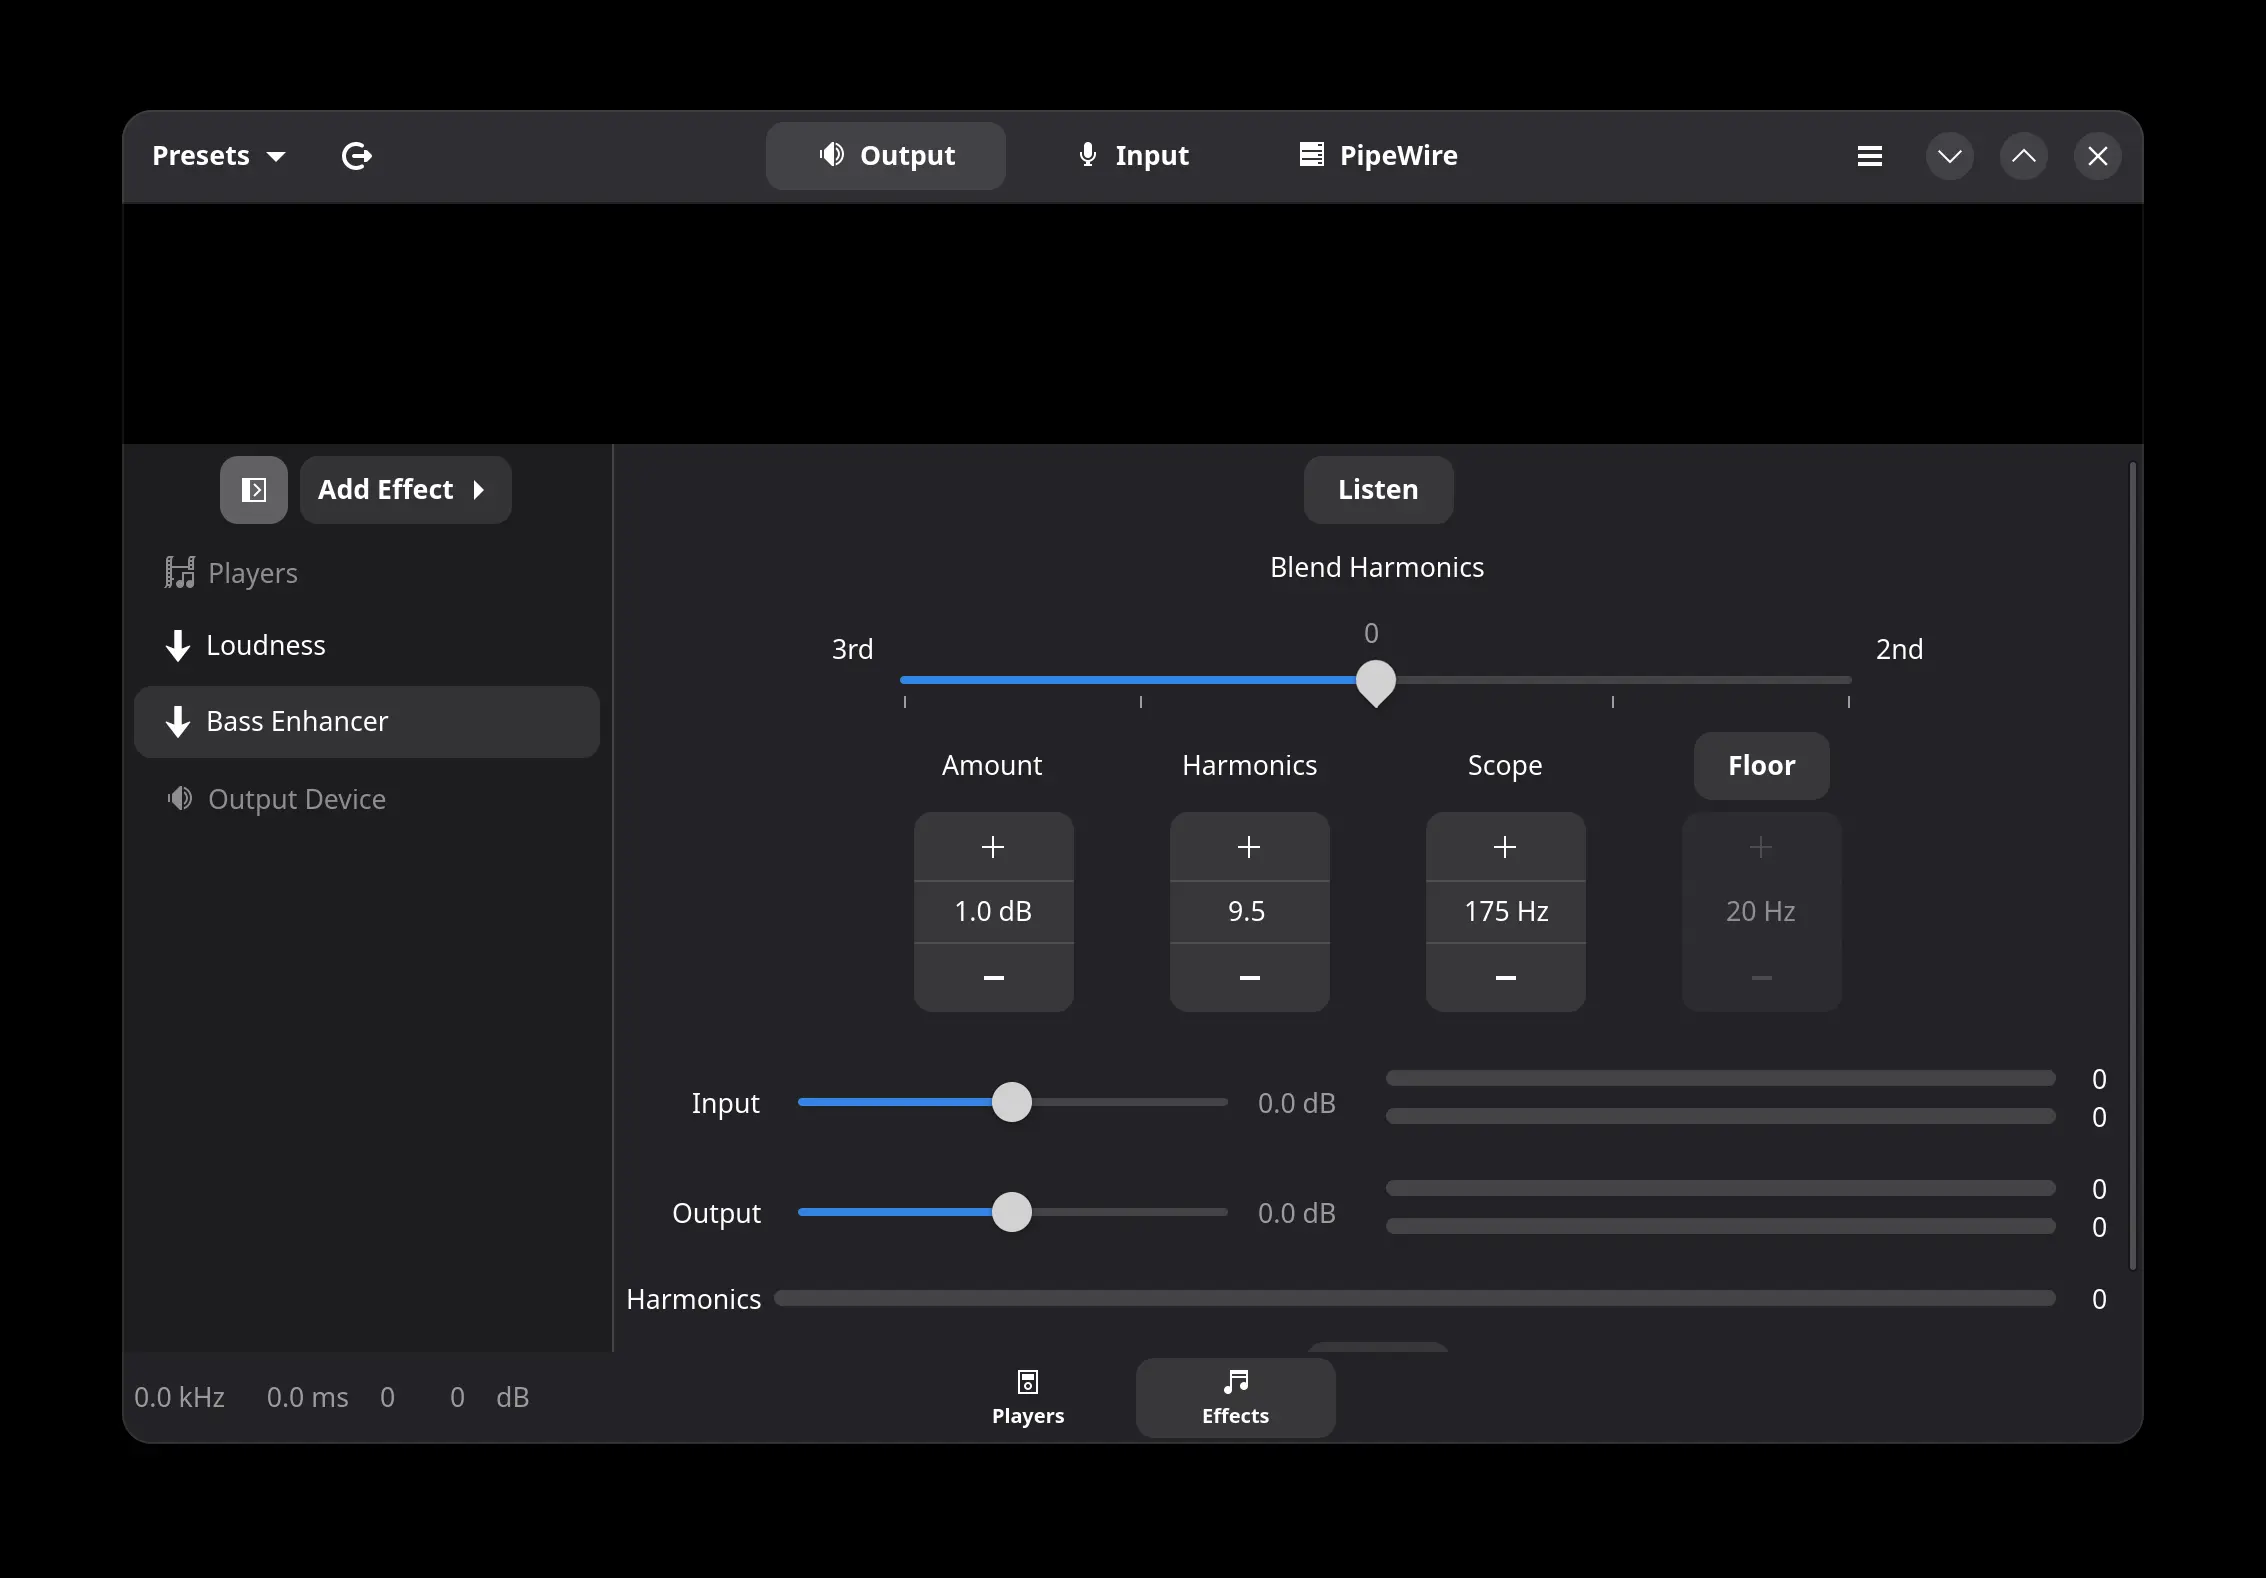 Presets
Output
Input
PipeWire
Add Effect
Players
Loudness
Bass Enhancer
Output Device
Listen
Blend Harmonics
0
3rd
2nd
Amount
Harmonics
Scope
Floor
1.0 dB
9.5
175 Hz
20 Hz
Input
0.0 dB
0
0
Output
0.0 dB
0
0
Harmonics
0
0.0 kHz
0.0 ms
0
0
dB
Players
Effects